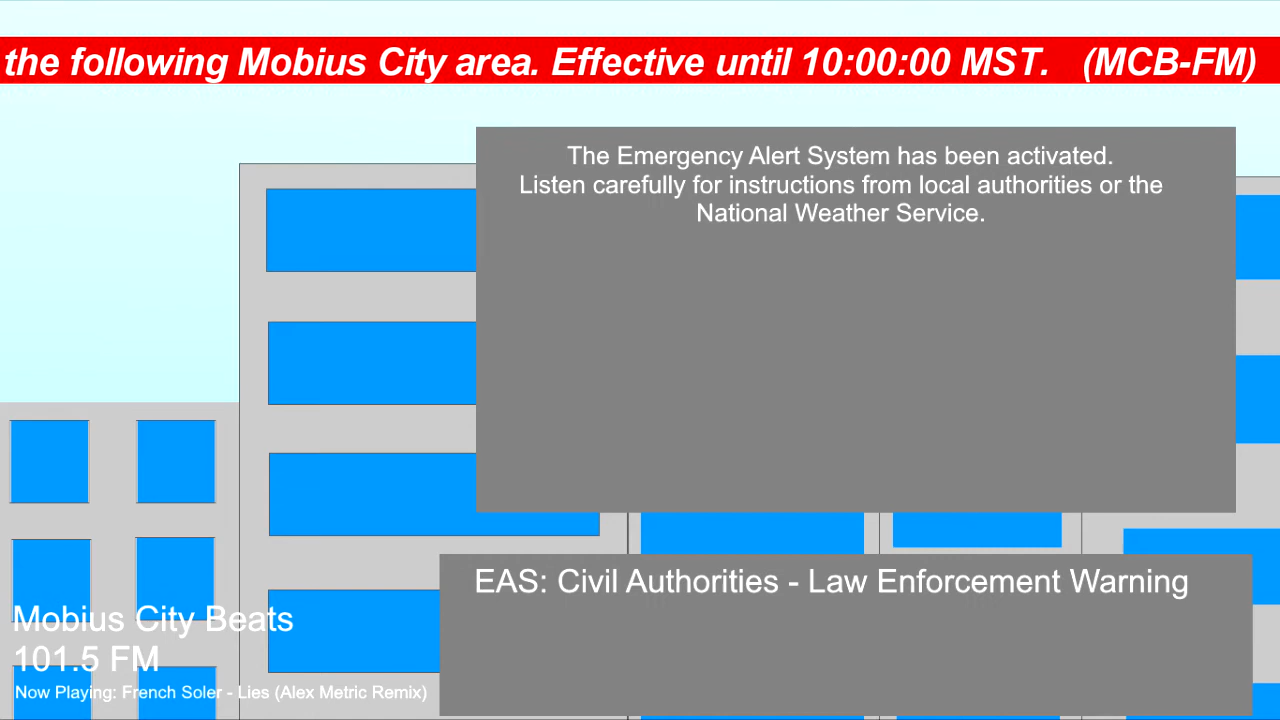 the following Mobius City area. Effective until 10:00:00 MST. (MCB-FM)
The Emergency Alert System has been activated.
Listen carefully for instructions from local authorities or the
National Weather Service.
EAS: Civil Authorities - Law Enforcement Warning
Mobius City Beats
101.5 FM
Now Playing: French Soler - Lies (Alex Metric Remix)